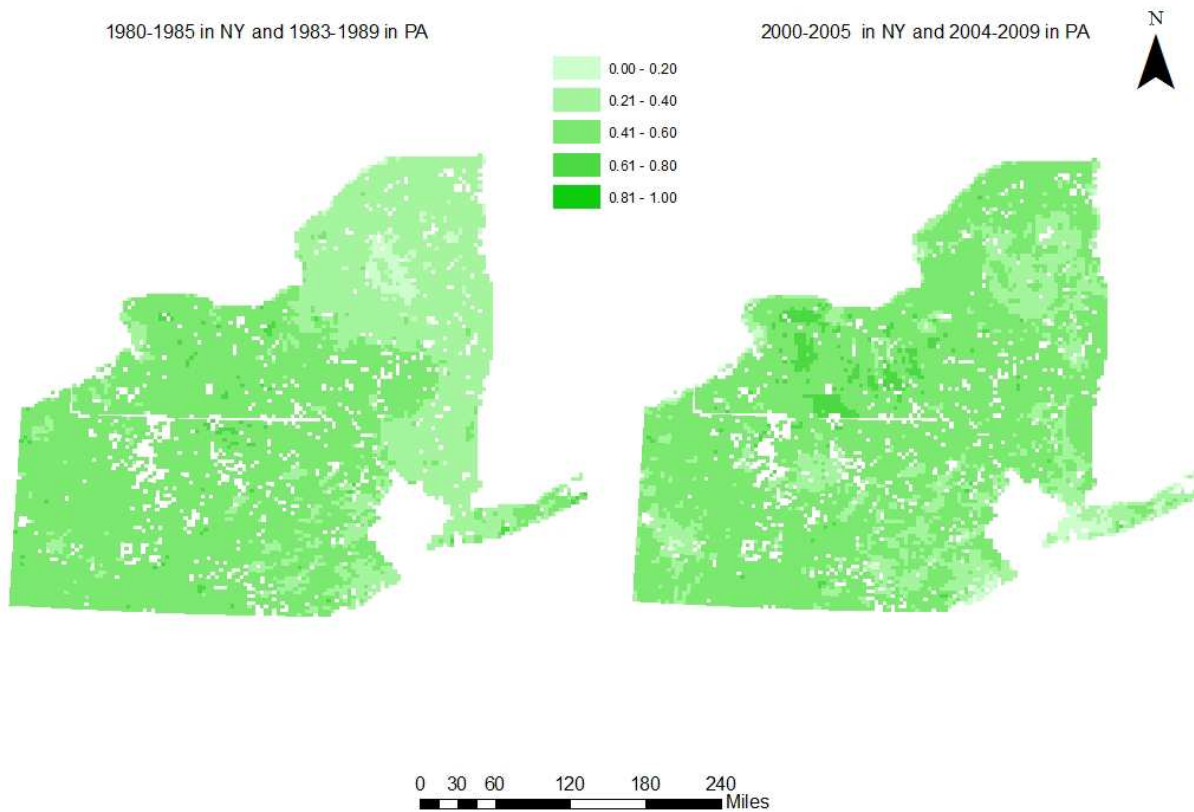 1980-1985 in NY and 1983-1989 in PA
2000-2005 in NY and 2004-2009 in PA
N
0.00 - 0.20
0.21 - 0.40
0.41 - 0.60
0.61 - 0.80
0.81 - 1.00
0 30 60 120 180 240
Miles